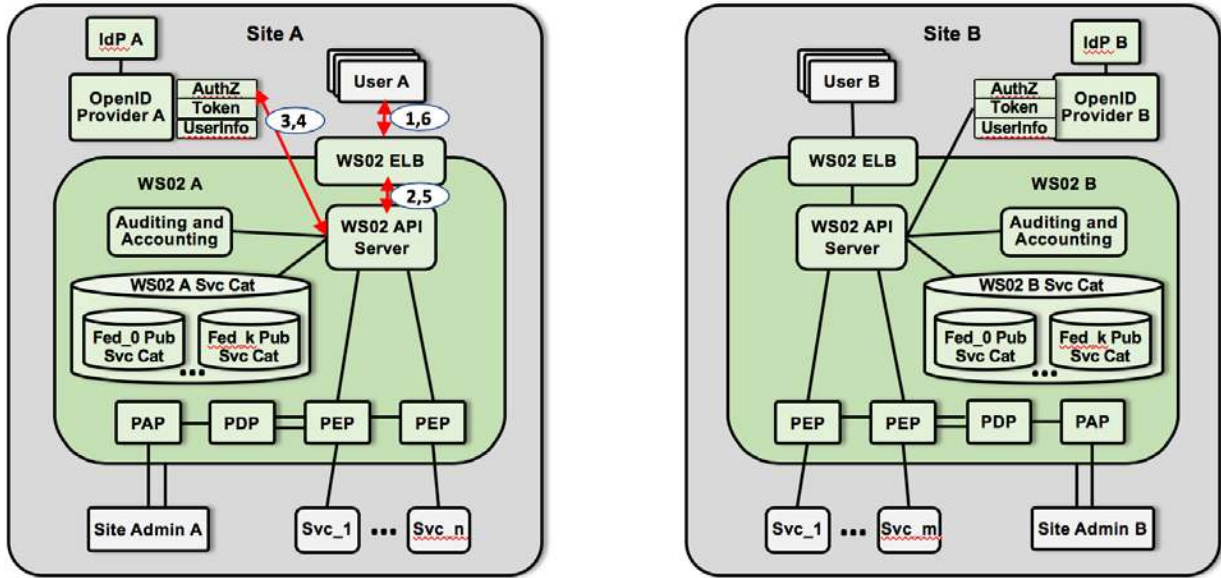 Site A
IdP A
OpenID
Provider A
AuthZ
Token
UserInfo
User A
3,4
1,6
WS02 ELB
2,5
WS02 A
Auditing and
Accounting
WS02 API
Server
WS02 A Svc Cat
Fed_0 Pub
Svc Cat
Fed_k Pub
Svc Cat
...
PAP
PDP
PEP
PEP
Site Admin A
Svc_1
...
Svc_n
Site B
IdP B
User B
AuthZ
Token
UserInfo
OpenID
Provider B
WS02 ELB
WS02 B
WS02 API
Server
Auditing and
Accounting
WS02 B Svc Cat
Fed_0 Pub
Svc Cat
Fed_k Pub
Svc Cat
...
PEP
PEP
PDP
PAP
Svc_1
...
Svc_m
Site Admin B